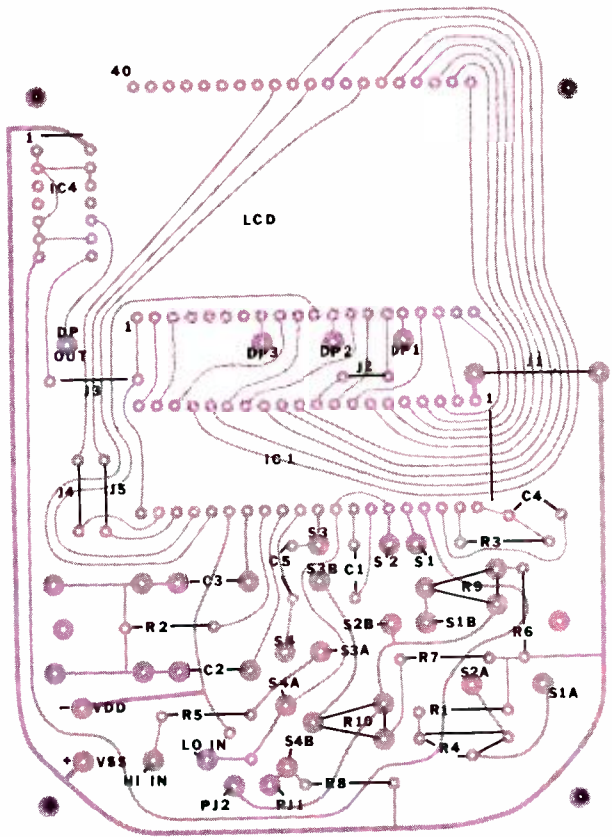 40
1
IC4
LCD
DP
OUT
1
DP3
DP2
DP1
J2
J1
J3
1
IC1
J4
J5
C4
S3
C5
S3B
C1
S2
S1
R3
C3
R9
R2
S2B
S1B
R6
S4
S3A
R7
C2
S4A
S2A
S1A
-VDD
R5
R10
R1
LO IN
S4B
R4
+VSS
HI IN
PJ2
PJ1
R8